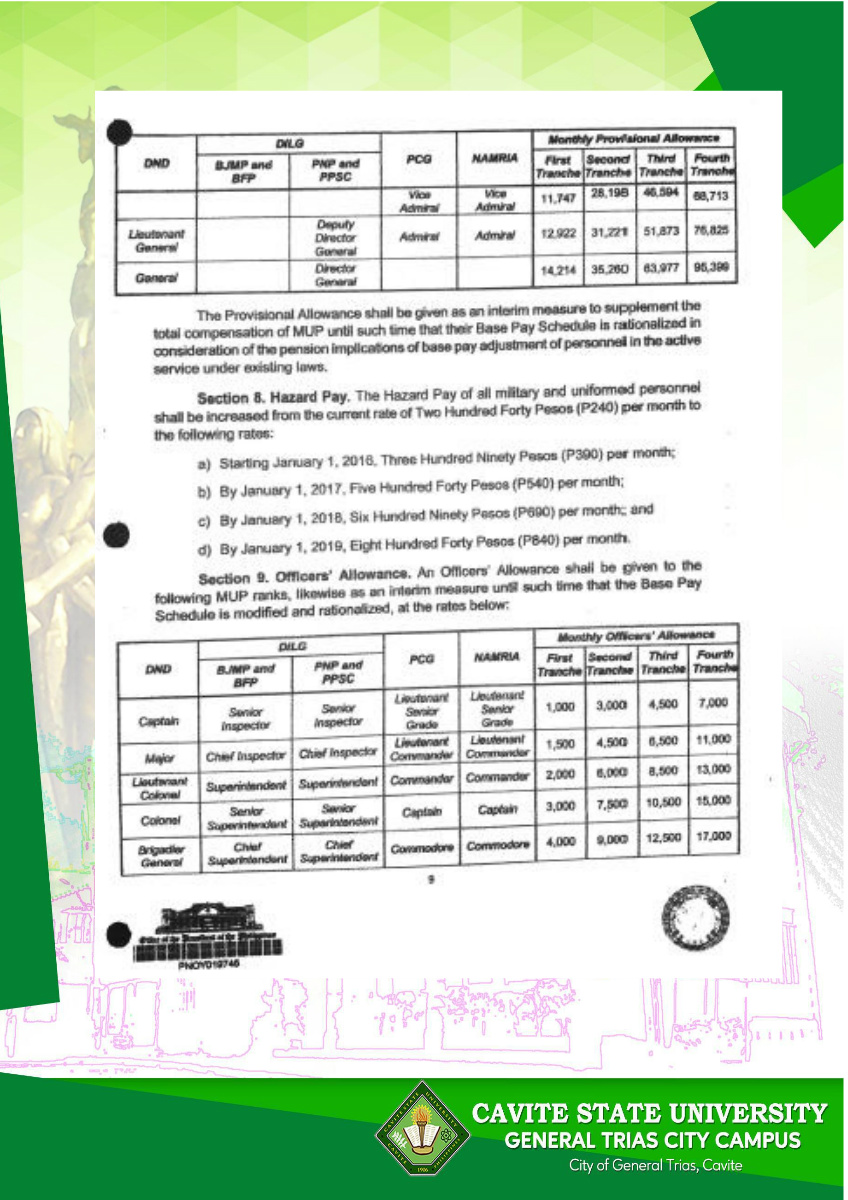 DND DILG PCG NAMRIA Monthly Provisional Allowance
BJMP and BFP PNP and PPSC First Tranche Second Tranche Third Tranche Fourth Tranche
Vice Admiral Vice Admiral 11,747 28,198 46,594 68,713
Lieutenant General Deputy Director General Admiral Admiral 12,922 31,221 51,873 76,825
General Director General 14,214 35,260 63,977 95,399
The Provisional Allowance shall be given as an interim measure to supplement the
total compensation of MUP until such time that their Base Pay Schedule is rationalized in
consideration of the pension implications of base pay adjustment of personnel in the active
service under existing laws.
Section 8. Hazard Pay. The Hazard Pay of all military and uniformed personnel
shall be increased from the current rate of Two Hundred Forty Pesos (P240) per month to
the following rates:
a) Starting January 1, 2016, Three Hundred Ninety Pesos (P390) per month;
b) By January 1, 2017, Five Hundred Forty Pesos (P540) per month;
c) By January 1, 2018, Six Hundred Ninety Pesos (P690) per month; and
d) By January 1, 2019, Eight Hundred Forty Pesos (P840) per month.
Section 9. Officers' Allowance. An Officers' Allowance shall be given to the
following MUP ranks, likewise as an interim measure until such time that the Base Pay
Schedule is modified and rationalized, at the rates below:
DND DILG PCG NAMRIA Monthly Officers' Allowance
BJMP and BFP PNP and PPSC First Tranche Second Tranche Third Tranche Fourth Tranche
Captain Senior Inspector Senior Inspector Lieutenant Senior Grade Lieutenant Senior Grade 1,000 3,000 4,500 7,000
Major Chief Inspector Chief Inspector Lieutenant Commander Lieutenant Commander 1,500 4,500 6,500 11,000
Lieutenant Colonel Superintendent Superintendent Commander Commander 2,000 6,000 8,500 13,000
Colonel Senior Superintendent Senior Superintendent Captain Captain 3,000 7,500 10,500 15,000
Brigadier General Chief Superintendent Chief Superintendent Commodore Commodore 4,000 9,000 12,500 17,000
9
Office of the President of the Philippines
PNOY019746
CAVITE STATE UNIVERSITY
GENERAL TRIAS CITY CAMPUS
City of General Trias, Cavite
CAVITE STATE UNIVERSITY
1906